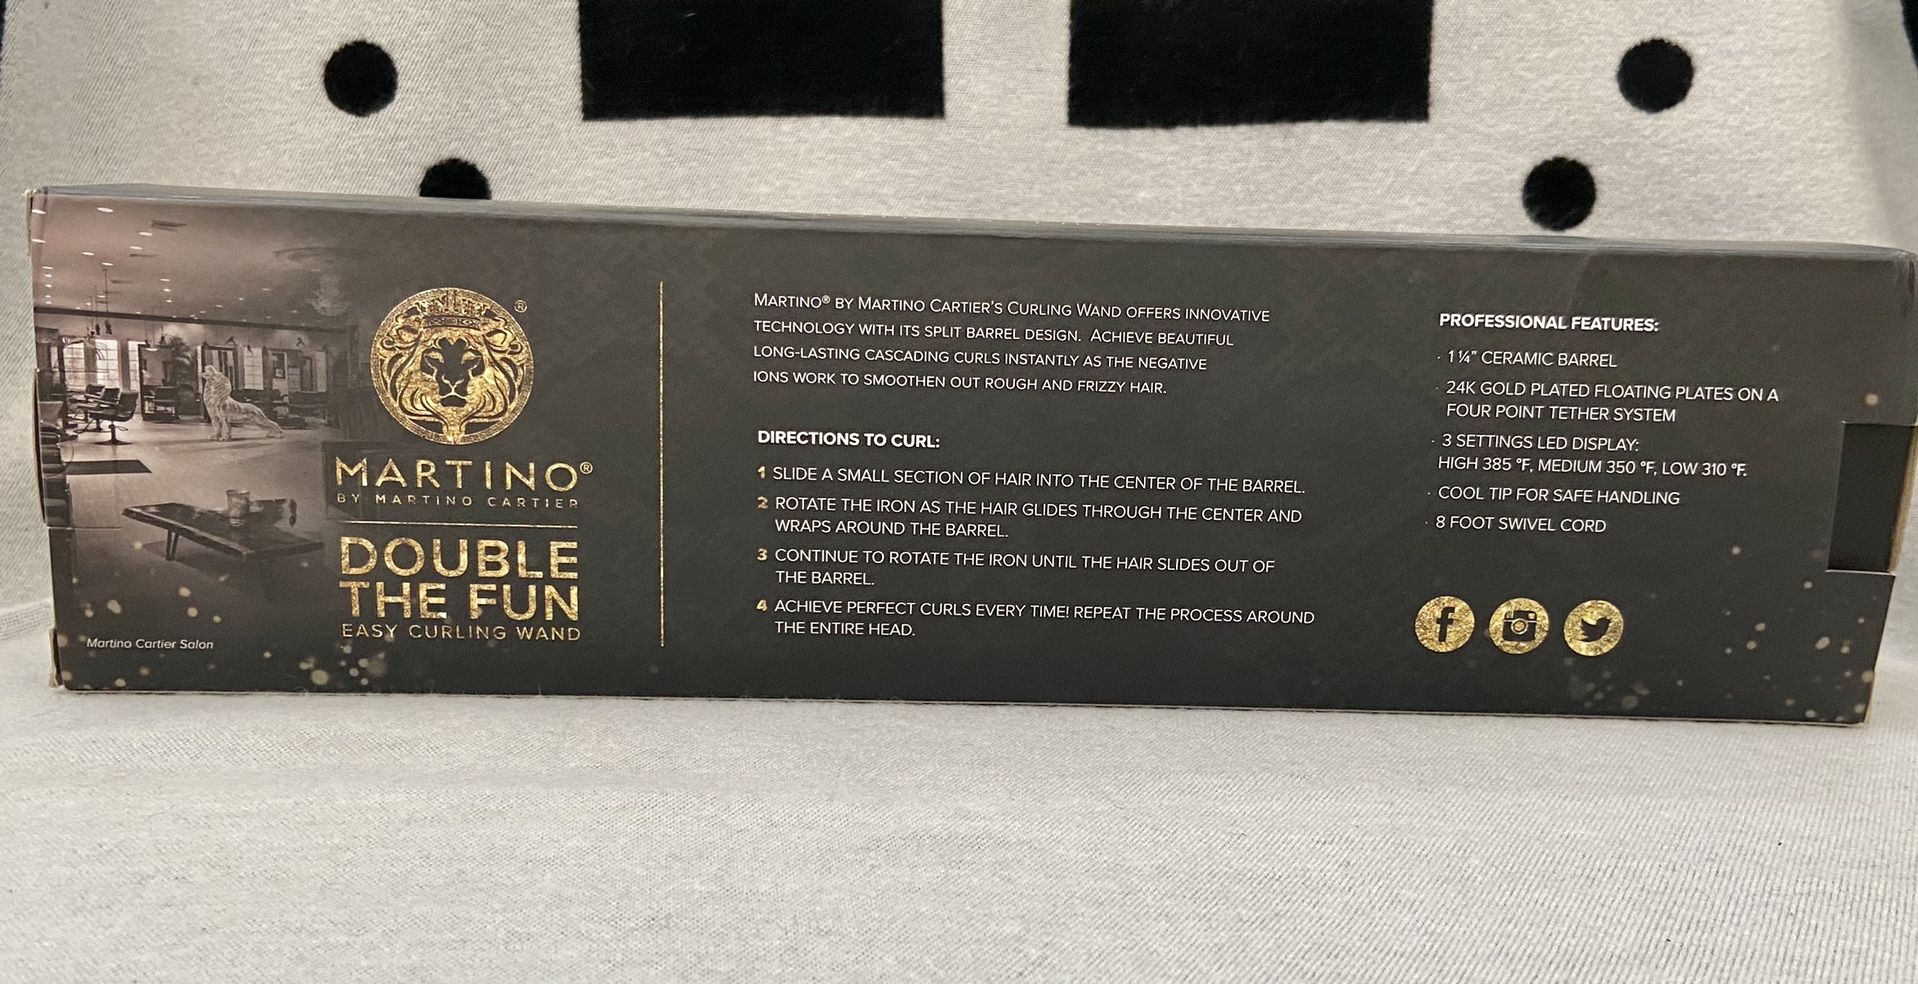 MARTINO®
BY MARTINO CARTIER
DOUBLE
THE FUN
EASY CURLING WAND
Martino Cartier Salon
MARTINO® BY MARTINO CARTIER'S CURLING WAND OFFERS INNOVATIVE
TECHNOLOGY WITH ITS SPLIT BARREL DESIGN. ACHIEVE BEAUTIFUL
LONG-LASTING CASCADING CURLS INSTANTLY AS THE NEGATIVE
IONS WORK TO SMOOTHEN OUT ROUGH AND FRIZZY HAIR.
DIRECTIONS TO CURL:
1 SLIDE A SMALL SECTION OF HAIR INTO THE CENTER OF THE BARREL.
2 ROTATE THE IRON AS THE HAIR GLIDES THROUGH THE CENTER AND
WRAPS AROUND THE BARREL.
3 CONTINUE TO ROTATE THE IRON UNTIL THE HAIR SLIDES OUT OF
THE BARREL.
4 ACHIEVE PERFECT CURLS EVERY TIME! REPEAT THE PROCESS AROUND
THE ENTIRE HEAD.
PROFESSIONAL FEATURES:
· 1 ¼" CERAMIC BARREL
· 24K GOLD PLATED FLOATING PLATES ON A
FOUR POINT TETHER SYSTEM
· 3 SETTINGS LED DISPLAY:
HIGH 385 °F, MEDIUM 350 °F, LOW 310 °F.
· COOL TIP FOR SAFE HANDLING
· 8 FOOT SWIVEL CORD